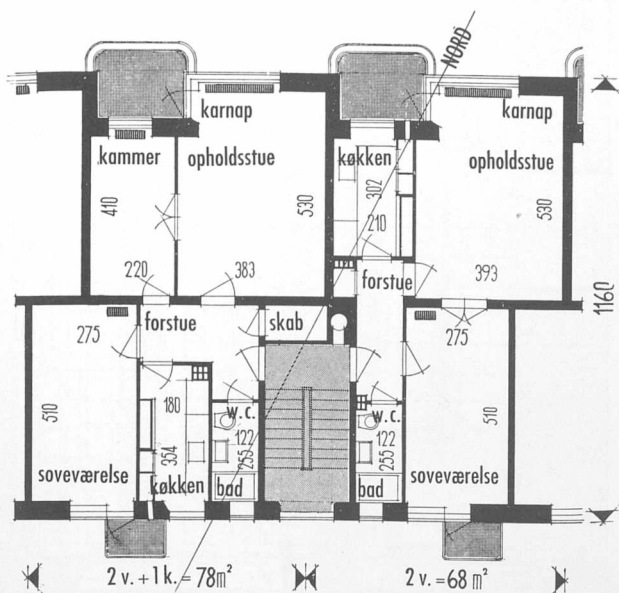 NORD
karnap
karnap
kammer
opholdsstue
køkken
opholdsstue
410
530
302
210
530
220
383
forstue
393
1160
275
forstue
skab
275
180
510
w.c.
122
255
354
w.c.
122
255
510
soveværelse
køkken
bad
bad
soveværelse
2 v. + 1 k. = 78m²
2 v. = 68 m²